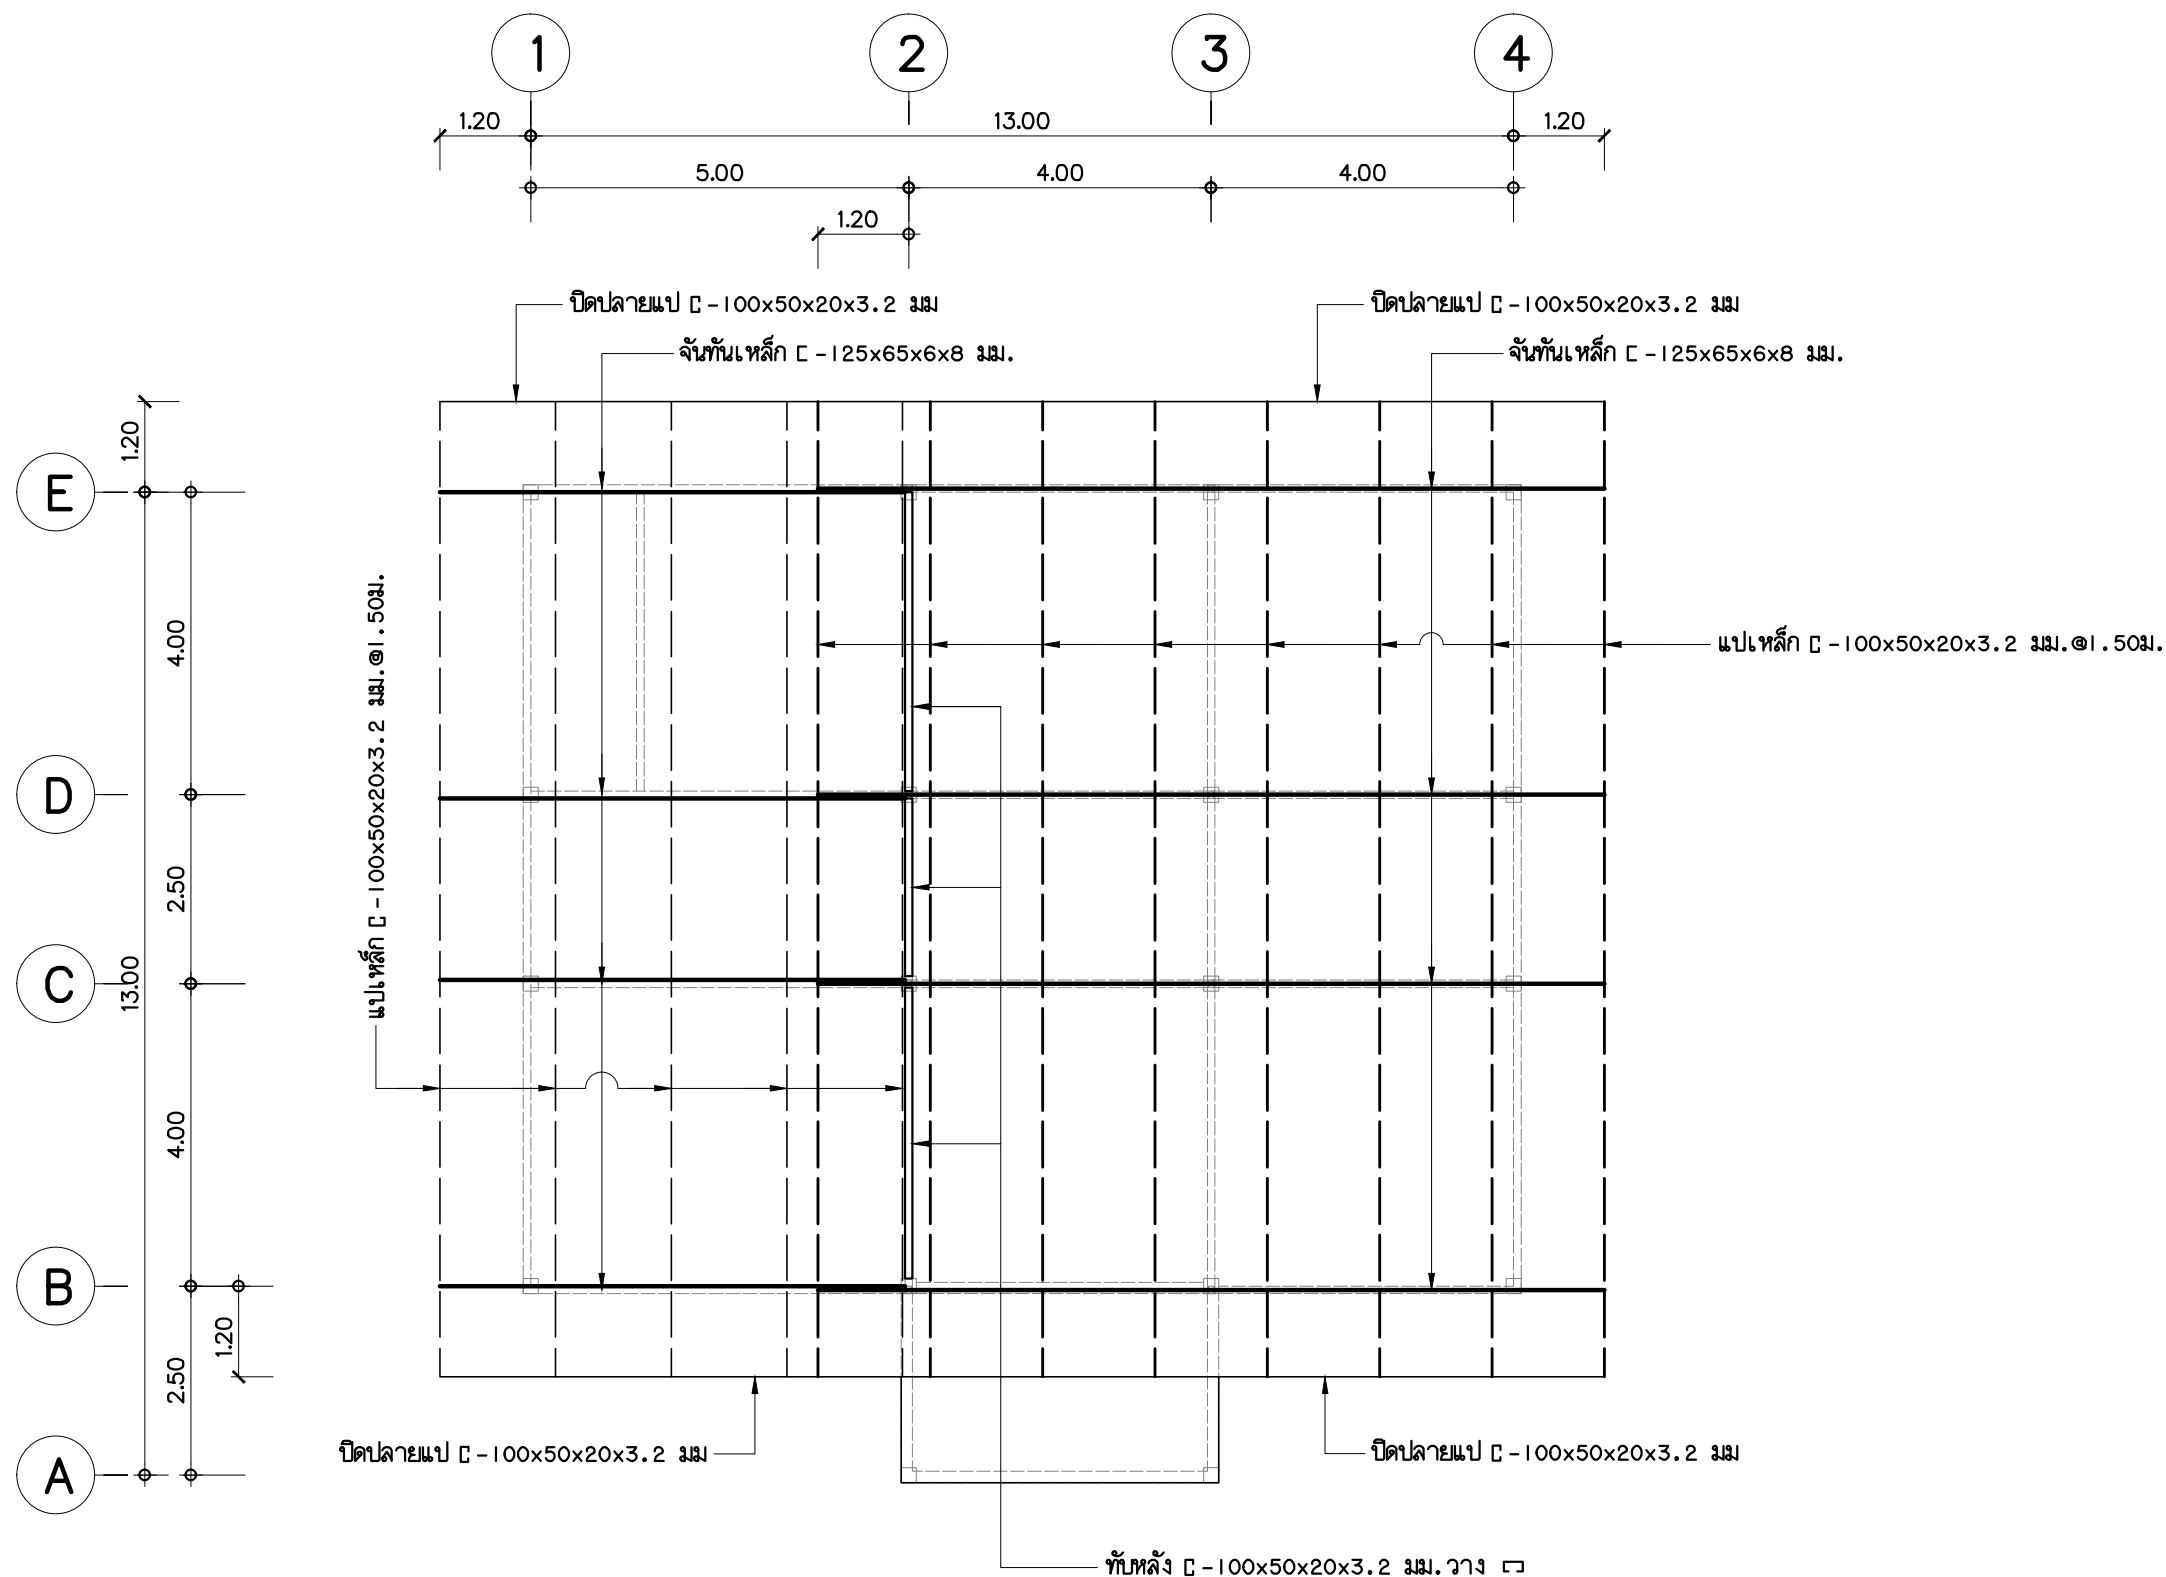 1 2 3 4
1.20 13.00 1.20
5.00 4.00 4.00
1.20
ปิดปลายแป C-100x50x20x3.2 มม
ปิดปลายแป C-100x50x20x3.2 มม
จันทันเหล็ก C-125x65x6x8 มม.
จันทันเหล็ก C-125x65x6x8 มม.
1.20
E
4.00
แปเหล็ก C-100x50x20x3.2 มม.@1.50ม.
แปเหล็ก C-100x50x20x3.2 มม.@1.50ม.
D
2.50
C
13.00
4.00
B
1.20
2.50
ปิดปลายแป C-100x50x20x3.2 มม
ปิดปลายแป C-100x50x20x3.2 มม
A
ทับหลัง C-100x50x20x3.2 มม.วาง